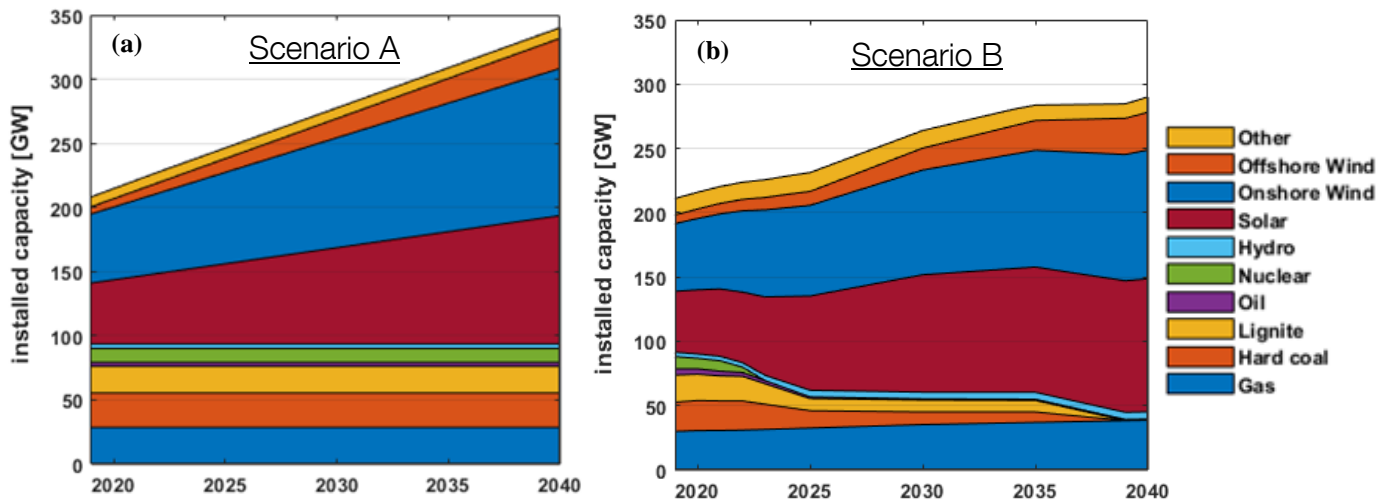 (a) Scenario A
installed capacity [GW]
350
300
250
200
150
100
50
0
2020 2025 2030 2035 2040
(b) Scenario B
installed capacity [GW]
350
300
250
200
150
100
50
0
2020 2025 2030 2035 2040
Other
Offshore Wind
Onshore Wind
Solar
Hydro
Nuclear
Oil
Lignite
Hard coal
Gas